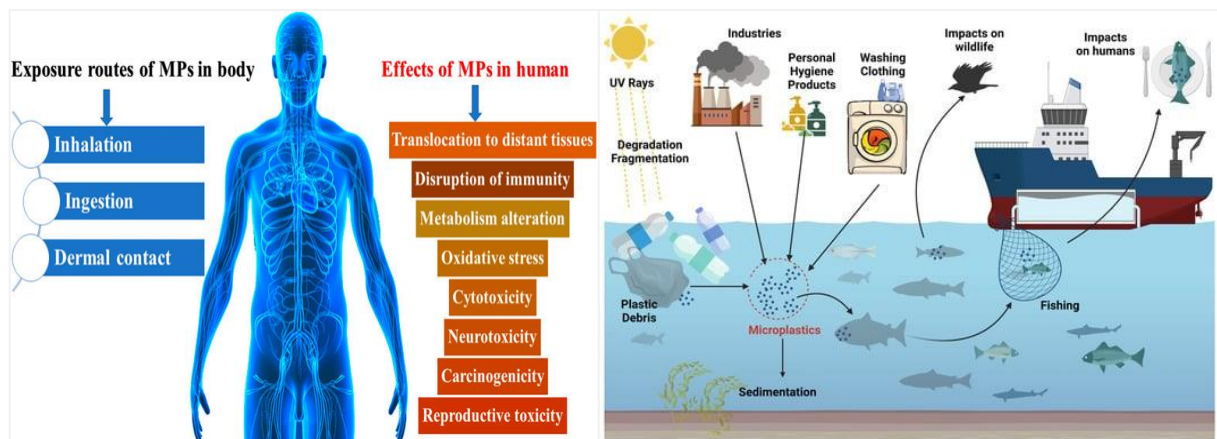 Exposure routes of MPs in body
Inhalation
Ingestion
Dermal contact
Effects of MPs in human
Translocation to distant tissues
Disruption of immunity
Metabolism alteration
Oxidative stress
Cytotoxicity
Neurotoxicity
Carcinogenicity
Reproductive toxicity
UV Rays
Degradation
Fragmentation
Industries
Personal
Hygiene
Products
Washing
Clothing
Impacts on
wildlife
Impacts
on humans
Plastic
Debris
Microplastics
Fishing
Sedimentation